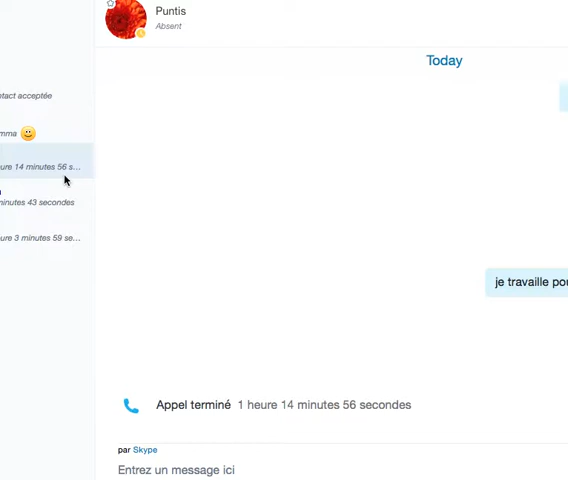 Puntis
Absent
Today
ntact acceptée
mma
ure 14 minutes 56 s...
minutes 43 secondes
ure 3 minutes 59 se...
je travaille pou
Appel terminé 1 heure 14 minutes 56 secondes
par Skype
Entrez un message ici